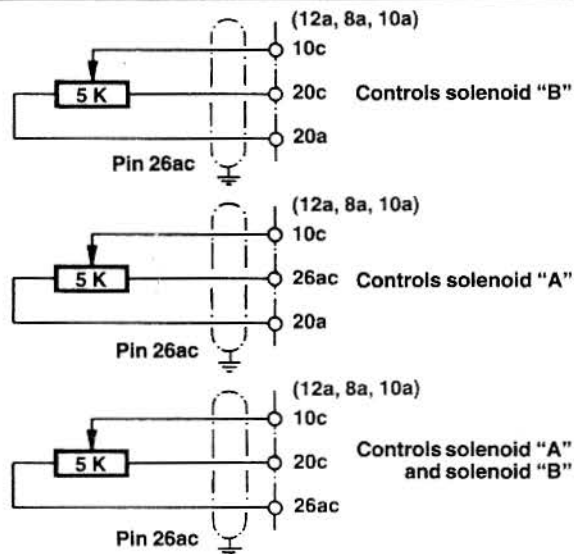 (12a, 8a, 10a)
10c
5 K
20c
Controls solenoid “B”
20a
Pin 26ac
(12a, 8a, 10a)
10c
5 K
26ac
Controls solenoid “A”
20a
Pin 26ac
(12a, 8a, 10a)
10c
5 K
20c
Controls solenoid “A”
and solenoid “B”
26ac
Pin 26ac